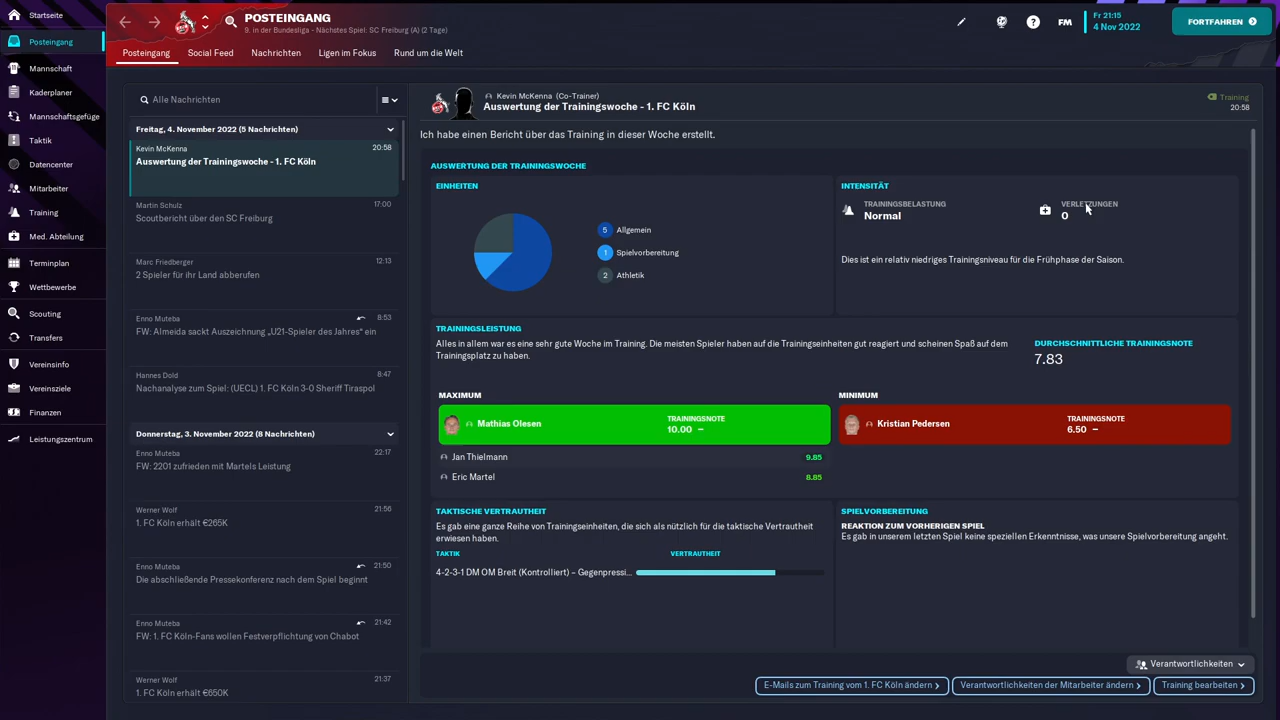 Startseite
Posteingang
Mannschaft
Kaderplaner
Mannschaftsgefüge
Taktik
Datencenter
Mitarbeiter
Training
Med. Abteilung
Terminplan
Wettbewerbe
Scouting
Transfers
Vereinsinfo
Vereinsziele
Finanzen
Leistungszentrum
POSTEINGANG
9. in der Bundesliga - Nächstes Spiel: SC Freiburg (A) (2 Tage)
FM
Fr 21:15
4 Nov 2022
FORTFAHREN
Posteingang
Social Feed
Nachrichten
Ligen im Fokus
Rund um die Welt
Alle Nachrichten
Freitag, 4. November 2022 (5 Nachrichten)
Kevin McKenna 20:58
Auswertung der Trainingswoche - 1. FC Köln
Martin Schulz 17:00
Scoutbericht über den SC Freiburg
Marc Friedberger 12:13
2 Spieler für ihr Land abberufen
Enno Muteba 8:53
FW: Almeida sackt Auszeichnung „U21-Spieler des Jahres“ ein
Hannes Dold 8:47
Nachanalyse zum Spiel: (UECL) 1. FC Köln 3-0 Sheriff Tiraspol
Donnerstag, 3. November 2022 (8 Nachrichten)
Enno Muteba 22:17
FW: 2201 zufrieden mit Martels Leistung
Werner Wolf 21:56
1. FC Köln erhält €265K
Enno Muteba 21:50
Die abschließende Pressekonferenz nach dem Spiel beginnt
Enno Muteba 21:42
FW: 1. FC Köln-Fans wollen Festverpflichtung von Chabot
Werner Wolf 21:37
1. FC Köln erhält €650K
Kevin McKenna (Co-Trainer)
Auswertung der Trainingswoche - 1. FC Köln
Training
20:58
Ich habe einen Bericht über das Training in dieser Woche erstellt.
AUSWERTUNG DER TRAININGSWOCHE
EINHEITEN
5 Allgemein
1 Spielvorbereitung
2 Athletik
INTENSITÄT
TRAININGSBELASTUNG
Normal
VERLETZUNGEN
0
Dies ist ein relativ niedriges Trainingsniveau für die Frühphase der Saison.
TRAININGSLEISTUNG
Alles in allem war es eine sehr gute Woche im Training. Die meisten Spieler haben auf die Trainingseinheiten gut reagiert und scheinen Spaß auf dem
Trainingsplatz zu haben.
DURCHSCHNITTLICHE TRAININGSNOTE
7.83
MAXIMUM
Mathias Olesen
TRAININGSNOTE
10.00 –
Jan Thielmann 9.85
Eric Martel 8.85
MINIMUM
Kristian Pedersen
TRAININGSNOTE
6.50 –
TAKTISCHE VERTRAUTHEIT
Es gab eine ganze Reihe von Trainingseinheiten, die sich als nützlich für die taktische Vertrautheit
erwiesen haben.
TAKTIK VERTRAUTHEIT
4-2-3-1 DM OM Breit (Kontrolliert) – Gegenpressi...
SPIELVORBEREITUNG
REAKTION ZUM VORHERIGEN SPIEL
Es gab in unserem letzten Spiel keine speziellen Erkenntnisse, was unsere Spielvorbereitung angeht.
Verantwortlichkeiten
E-Mails zum Training vom 1. FC Köln ändern
Verantwortlichkeiten der Mitarbeiter ändern
Training bearbeiten